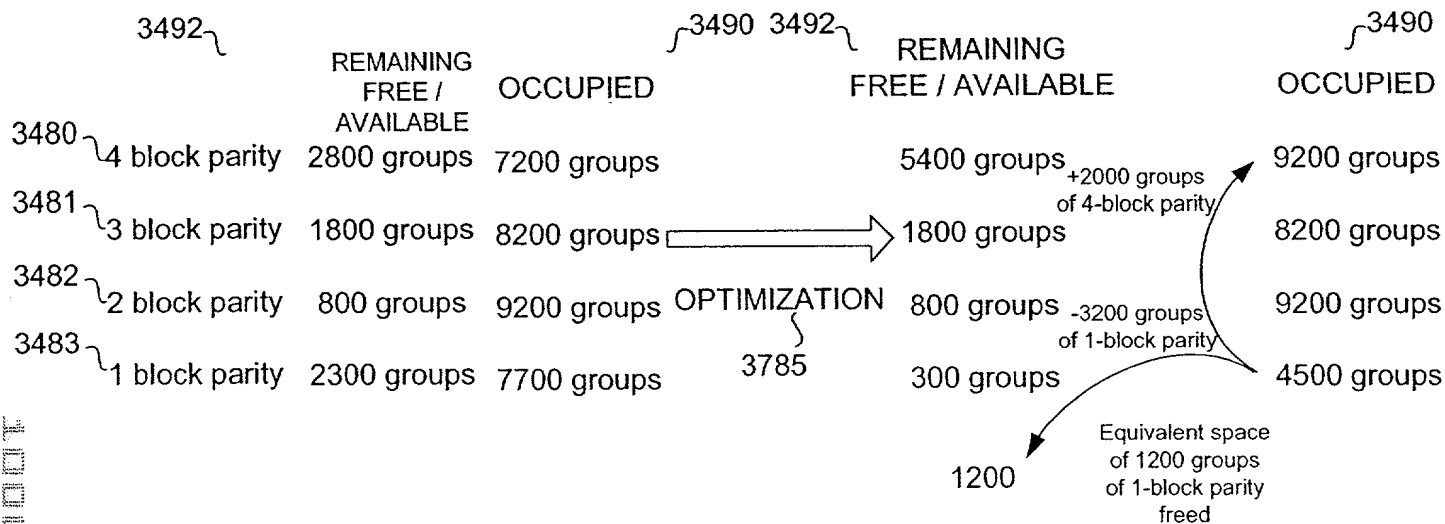 3492 3490 3492 3490
REMAINING FREE / AVAILABLE OCCUPIED REMAINING FREE / AVAILABLE OCCUPIED
3480 4 block parity 2800 groups 7200 groups 5400 groups +2000 groups of 4-block parity 9200 groups
3481 3 block parity 1800 groups 8200 groups 1800 groups 8200 groups
3482 2 block parity 800 groups 9200 groups OPTIMIZATION 800 groups -3200 groups of 1-block parity 9200 groups
3483 1 block parity 2300 groups 7700 groups 3785 300 groups 4500 groups
1200
Equivalent space
of 1200 groups
of 1-block parity
freed